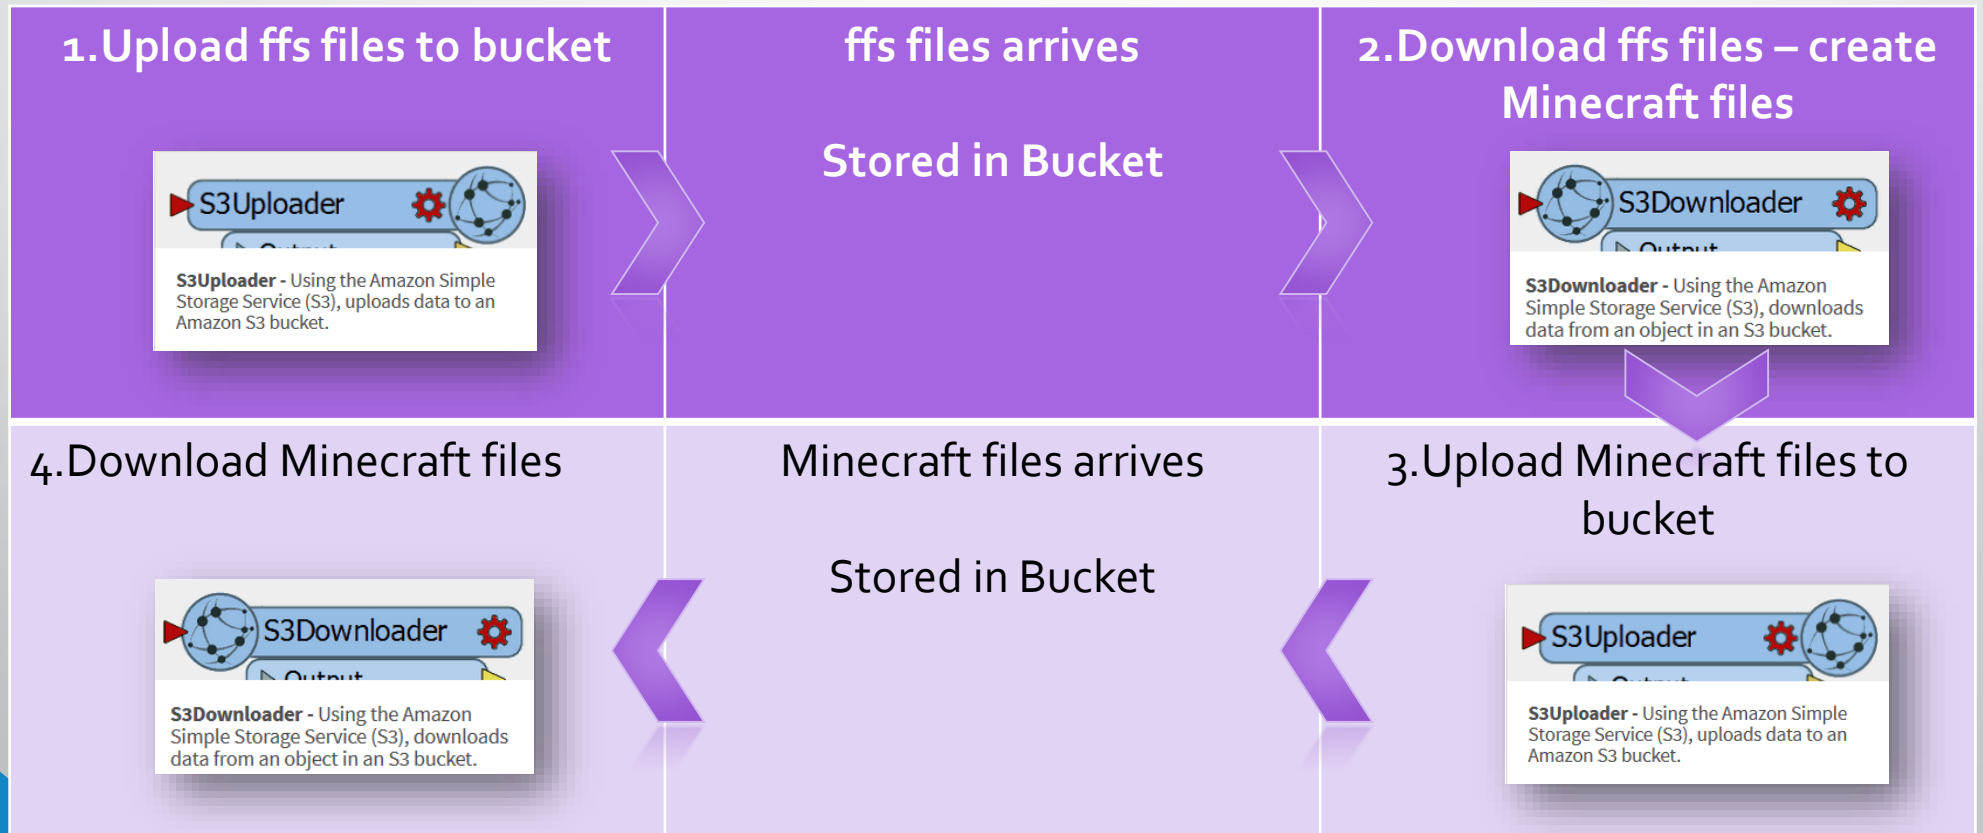 1.Upload ffs files to bucket
S3Uploader
Output
S3Uploader - Using the Amazon Simple
Storage Service (S3), uploads data to an
Amazon S3 bucket.
ffs files arrives
Stored in Bucket
2.Download ffs files – create
Minecraft files
S3Downloader
Output
S3Downloader - Using the Amazon
Simple Storage Service (S3), downloads
data from an object in an S3 bucket.
4.Download Minecraft files
S3Downloader
Output
S3Downloader - Using the Amazon
Simple Storage Service (S3), downloads
data from an object in an S3 bucket.
Minecraft files arrives
Stored in Bucket
3.Upload Minecraft files to
bucket
S3Uploader
Output
S3Uploader - Using the Amazon Simple
Storage Service (S3), uploads data to an
Amazon S3 bucket.